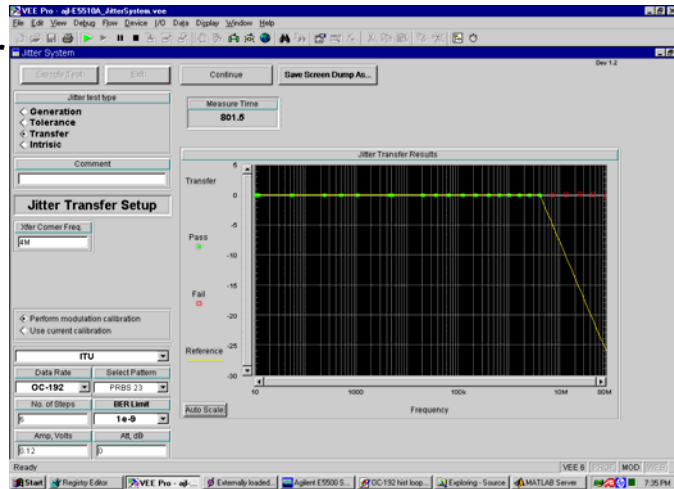 VEE Pro - ajl-E5510A_JitterSystem.vee
File Edit View Debug Flow Device I/O Data Display Window Help
Jitter System
Dev 1.2
Exit
Continue
Save Screen Dump As...
Jitter test type
Generation
Tolerance
Transfer
Intrisic
Measure Time
801.5
Comment
Jitter Transfer Setup
Xfer Corner Freq.
4M
Perform modulation calibration
Use current calibration
ITU
Data Rate
Select Pattern
OC-192
PRBS 23
No. of Steps
BER Limit
6
1e-9
Amp, Volts
Att, dB
0.12
0
Jitter Transfer Results
Transfer
Pass
Fail
Reference
5
0
-5
-10
-15
-20
-25
-30
10
1000
100k
10M
80M
Auto Scale
Frequency
Ready
VEE 6
PROF
MOD
WEB
Start
Registry Editor
VEE Pro - ajl-...
Externally loaded...
Agilent E5500 S...
OC-192 hist loop...
Exploring - Source
MATLAB Server
7:35 PM